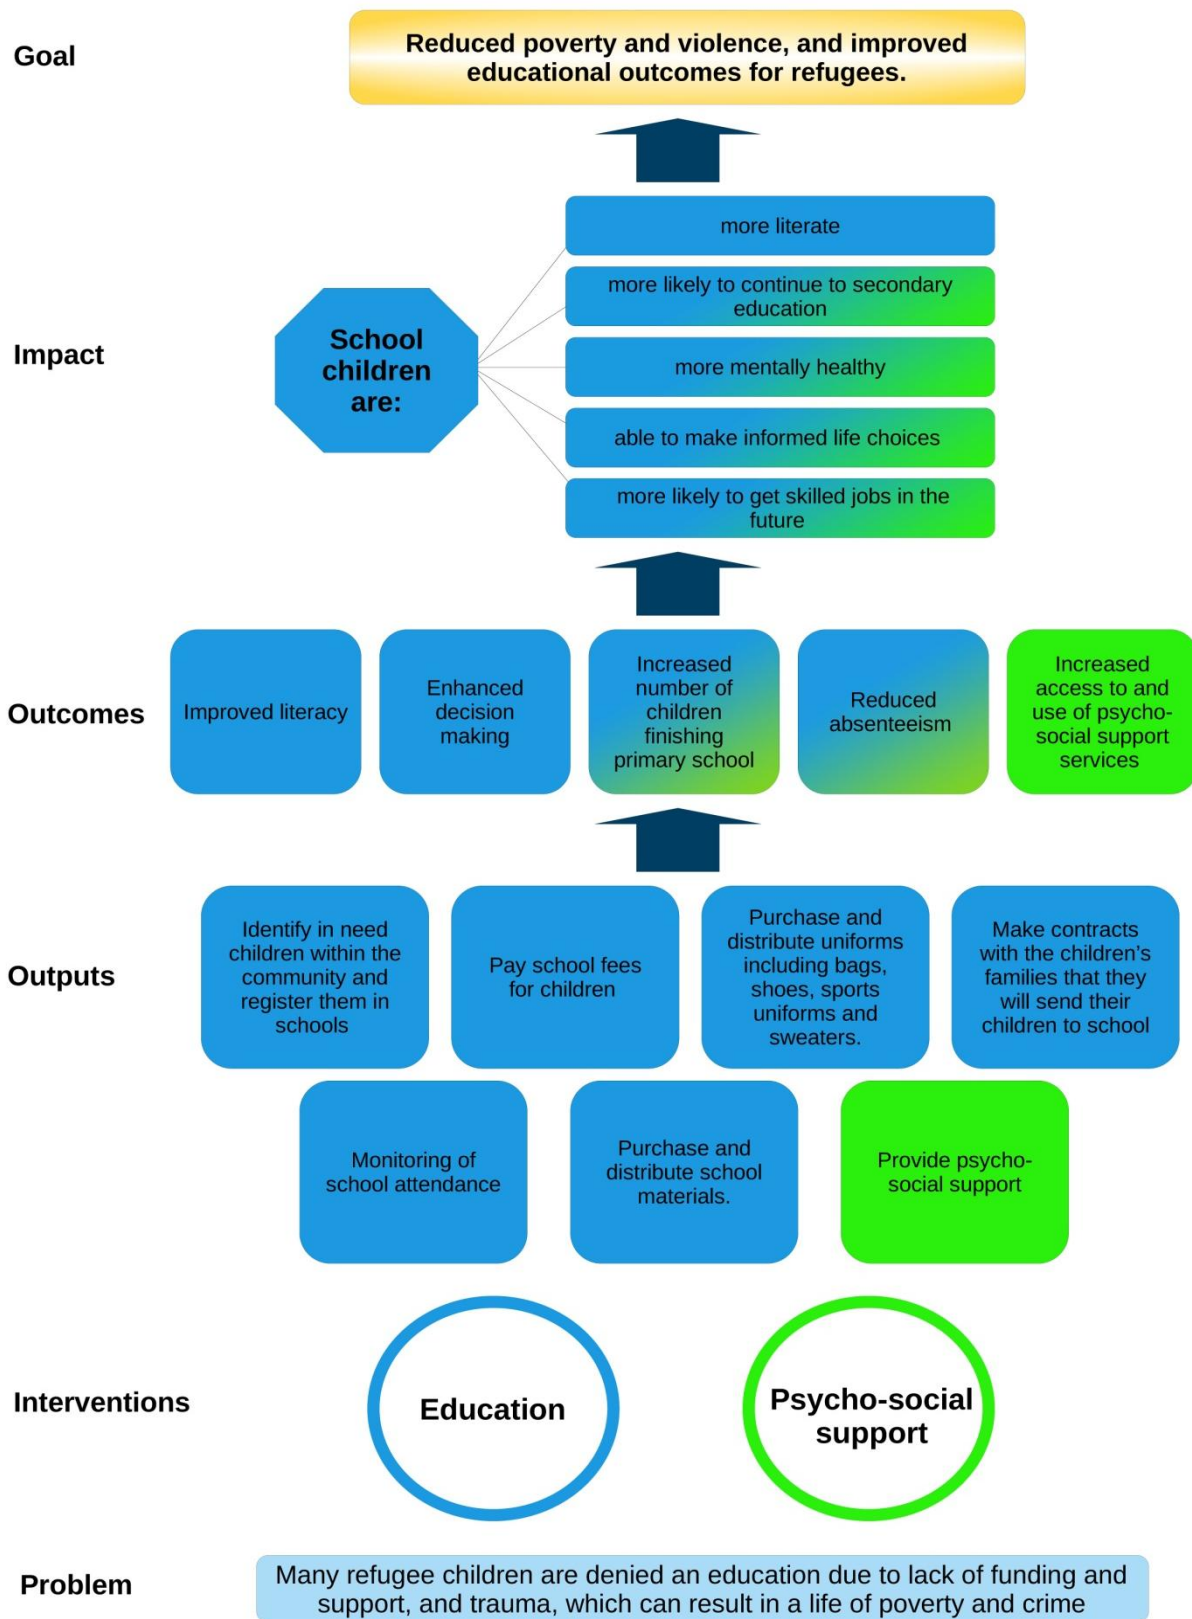 Goal
Reduced poverty and violence, and improved
educational outcomes for refugees.
Impact
School
children
are:
more literate
more likely to continue to secondary
education
more mentally healthy
able to make informed life choices
more likely to get skilled jobs in the
future
Outcomes
Improved literacy
Enhanced
decision
making
Increased
number of
children
finishing
primary school
Reduced
absenteeism
Increased
access to and
use of psycho-
social support
services
Outputs
Identify in need
children within the
community and
register them in
schools
Pay school fees
for children
Purchase and
distribute uniforms
including bags,
shoes, sports
uniforms and
sweaters.
Make contracts
with the children’s
families that they
will send their
children to school
Monitoring of
school attendance
Purchase and
distribute school
materials.
Provide psycho-
social support
Interventions
Education
Psycho-social
support
Problem
Many refugee children are denied an education due to lack of funding and
support, and trauma, which can result in a life of poverty and crime